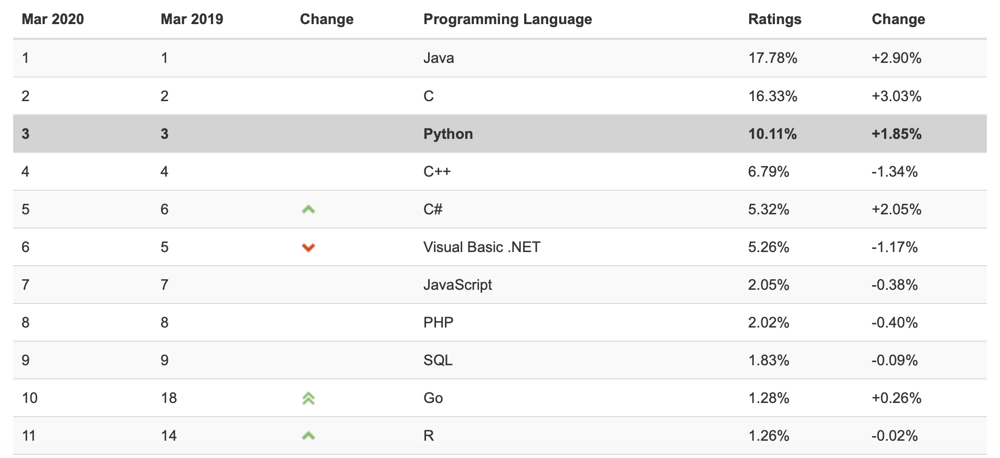 Mar 2020 Mar 2019 Change Programming Language Ratings Change
1 1 Java 17.78% +2.90%
2 2 C 16.33% +3.03%
3 3 Python 10.11% +1.85%
4 4 C++ 6.79% -1.34%
5 6 C# 5.32% +2.05%
6 5 Visual Basic .NET 5.26% -1.17%
7 7 JavaScript 2.05% -0.38%
8 8 PHP 2.02% -0.40%
9 9 SQL 1.83% -0.09%
10 18 Go 1.28% +0.26%
11 14 R 1.26% -0.02%